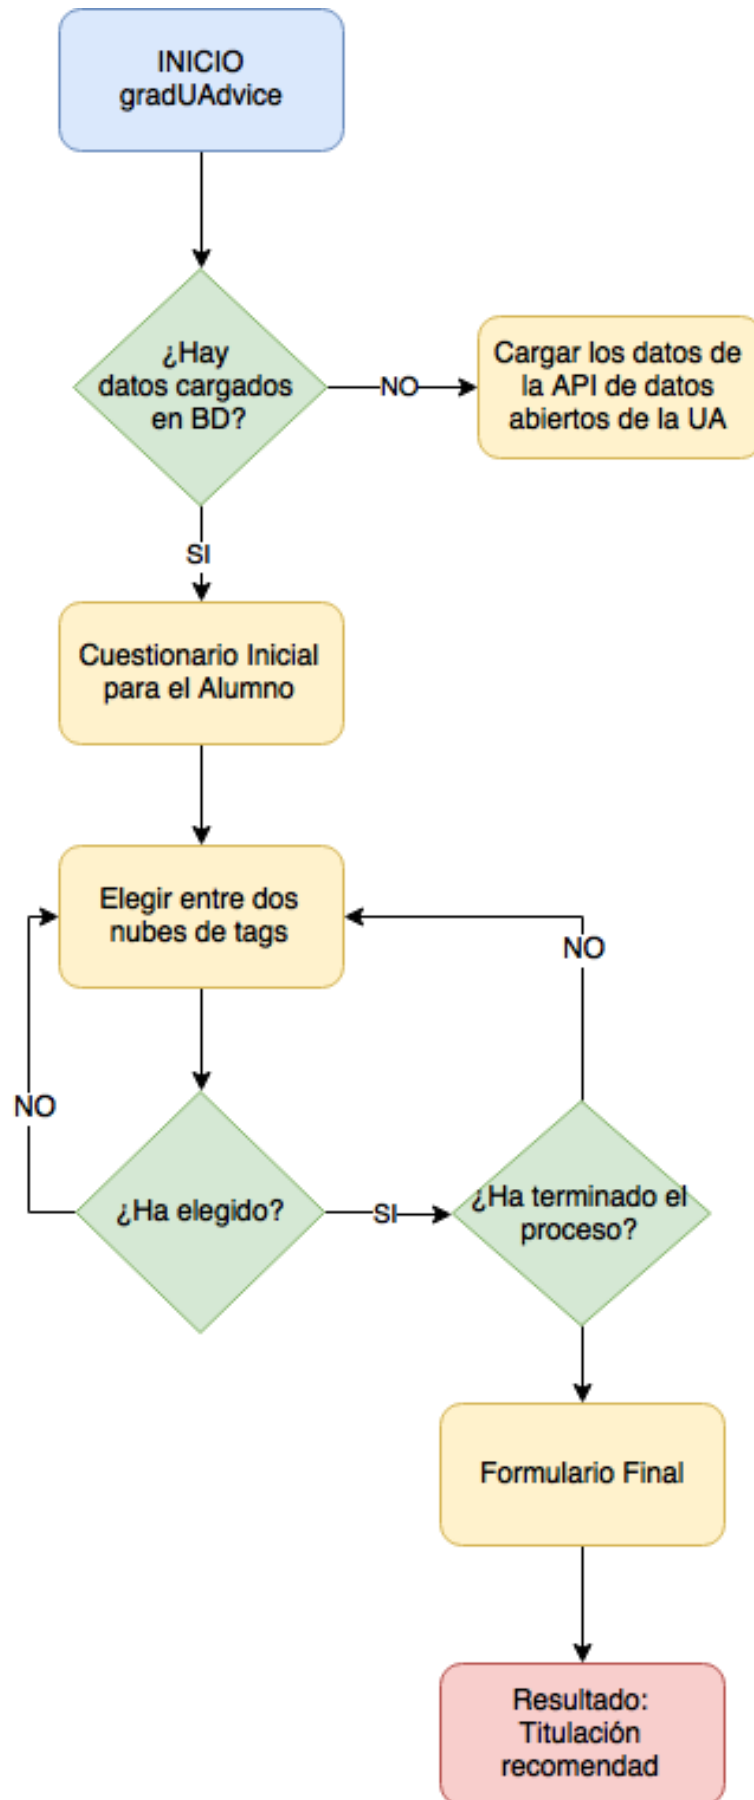 INICIO
gradUAdvice
¿Hay
datos cargados
en BD?
NO
Cargar los datos de
la API de datos
abiertos de la UA
SI
Cuestionario Inicial
para el Alumno
Elegir entre dos
nubes de tags
NO
NO
¿Ha elegido?
SI
¿Ha terminado el
proceso?
Formulario Final
Resultado:
Titulación
recomendad